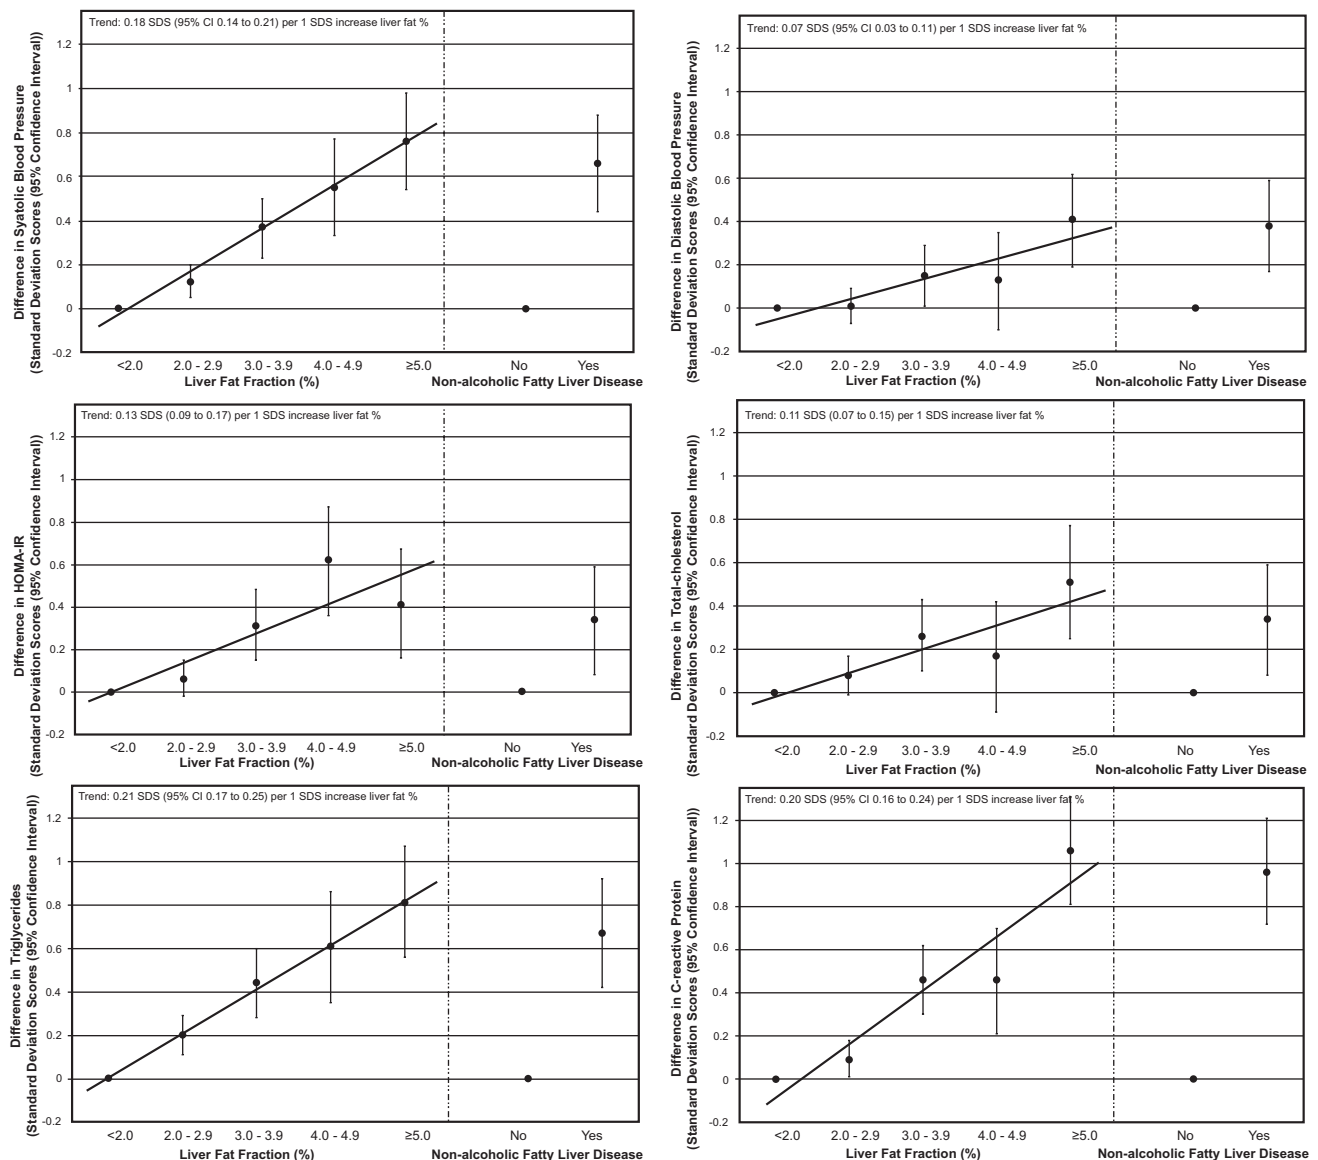 Trend: 0.18 SDS (95% CI 0.14 to 0.21) per 1 SDS increase liver fat %
Difference in Syatolic Blood Pressure
(Standard Deviation Scores (95% Confidence Interval))
1.2
1
0.8
0.6
0.4
0.2
0
-0.2
<2.0 2.0 - 2.9 3.0 - 3.9 4.0 - 4.9 ≥5.0 No Yes
Liver Fat Fraction (%) Non-alcoholic Fatty Liver Disease
Trend: 0.07 SDS (95% CI 0.03 to 0.11) per 1 SDS increase liver fat %
Difference in Diastolic Blood Pressure
(Standard Deviation Scores (95% Confidence Interval))
1.2
1
0.8
0.6
0.4
0.2
0
-0.2
<2.0 2.0 - 2.9 3.0 - 3.9 4.0 - 4.9 ≥5.0 No Yes
Liver Fat Fraction (%) Non-alcoholic Fatty Liver Disease
Trend: 0.13 SDS (0.09 to 0.17) per 1 SDS increase liver fat %
Difference in HOMA-IR
(Standard Deviation Scores (95% Confidence Interval))
1.2
1
0.8
0.6
0.4
0.2
0
-0.2
<2.0 2.0 - 2.9 3.0 - 3.9 4.0 - 4.9 ≥5.0 No Yes
Liver Fat Fraction (%) Non-alcoholic Fatty Liver Disease
Trend: 0.11 SDS (0.07 to 0.15) per 1 SDS increase liver fat %
Difference in Total-cholesterol
(Standard Deviation Scores (95% Confidence Interval))
1.2
1
0.8
0.6
0.4
0.2
0
-0.2
<2.0 2.0 - 2.9 3.0 - 3.9 4.0 - 4.9 ≥5.0 No Yes
Liver Fat Fraction (%) Non-alcoholic Fatty Liver Disease
Trend: 0.21 SDS (95% CI 0.17 to 0.25) per 1 SDS increase liver fat %
Difference in Triglycerides
(Standard Deviation Scores (95% Confidence Interval))
1.2
1
0.8
0.6
0.4
0.2
0
-0.2
<2.0 2.0 - 2.9 3.0 - 3.9 4.0 - 4.9 ≥5.0 No Yes
Liver Fat Fraction (%) Non-alcoholic Fatty Liver Disease
Trend: 0.20 SDS (95% CI 0.16 to 0.24) per 1 SDS increase liver fat %
Difference in C-reactive Protein
(Standard Deviation Scores (95% Confidence Interval))
1.2
1
0.8
0.6
0.4
0.2
0
-0.2
<2.0 2.0 - 2.9 3.0 - 3.9 4.0 - 4.9 ≥5.0 No Yes
Liver Fat Fraction (%) Non-alcoholic Fatty Liver Disease